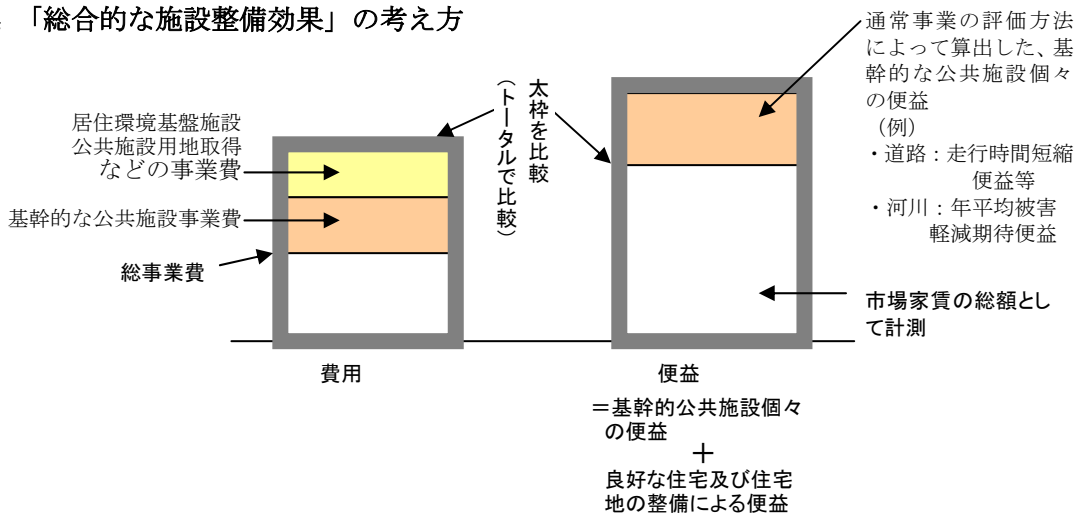 「総合的な施設整備効果」の考え方
居住環境基盤施設
公共施設用地取得
などの事業費
基幹的な公共施設事業費
総事業費
太枠を比較
(トータルで比較)
通常事業の評価方法
によって算出した、基
幹的な公共施設個々
の便益
(例)
・道路：走行時間短縮
便益等
・河川：年平均被害
軽減期待便益
市場家賃の総額とし
て計測
費用
便益
＝基幹的公共施設個々
の便益
＋
良好な住宅及び住宅
地の整備による便益